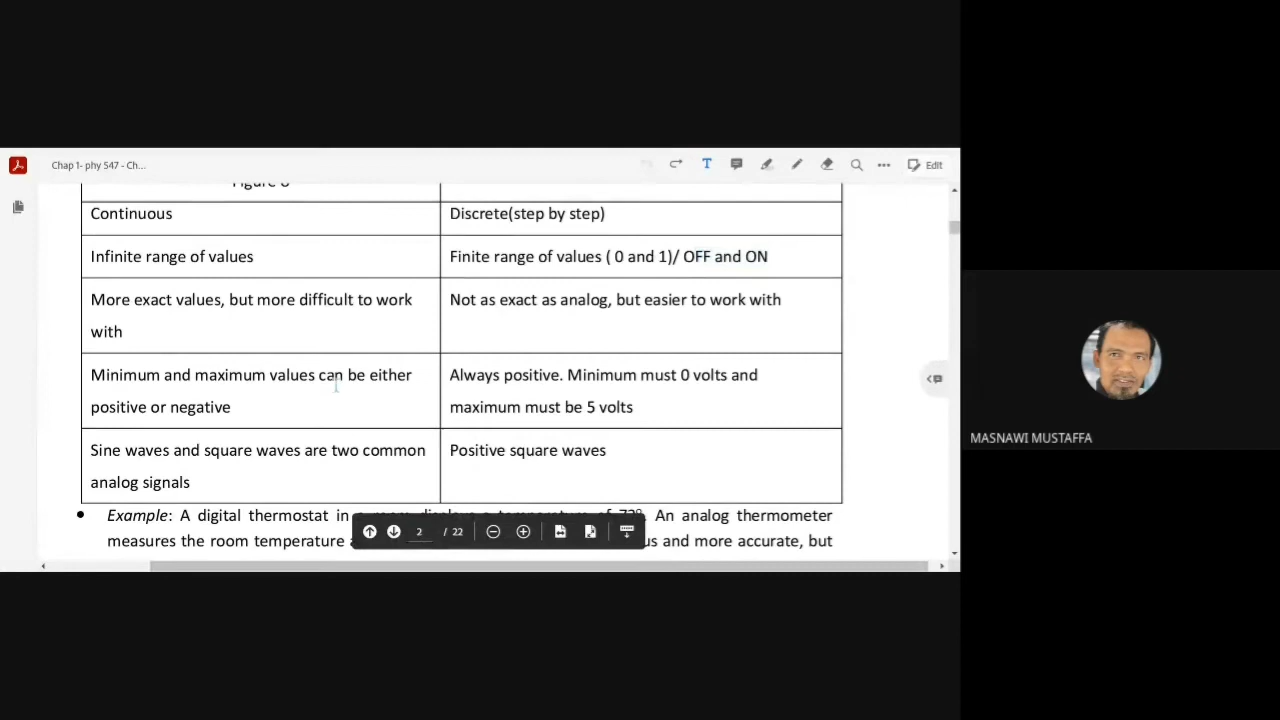 Chap 1- phy 547 - Ch...
Edit
Continuous
Discrete(step by step)
Infinite range of values
Finite range of values ( 0 and 1)/ OFF and ON
More exact values, but more difficult to work
with
Not as exact as analog, but easier to work with
Minimum and maximum values can be either
positive or negative
Always positive. Minimum must 0 volts and
maximum must be 5 volts
Sine waves and square waves are two common
analog signals
Positive square waves
Example: A digital thermostat in An analog thermometer
measures the room temperature and more accurate, but
2 / 22
MASNAWI MUSTAFFA